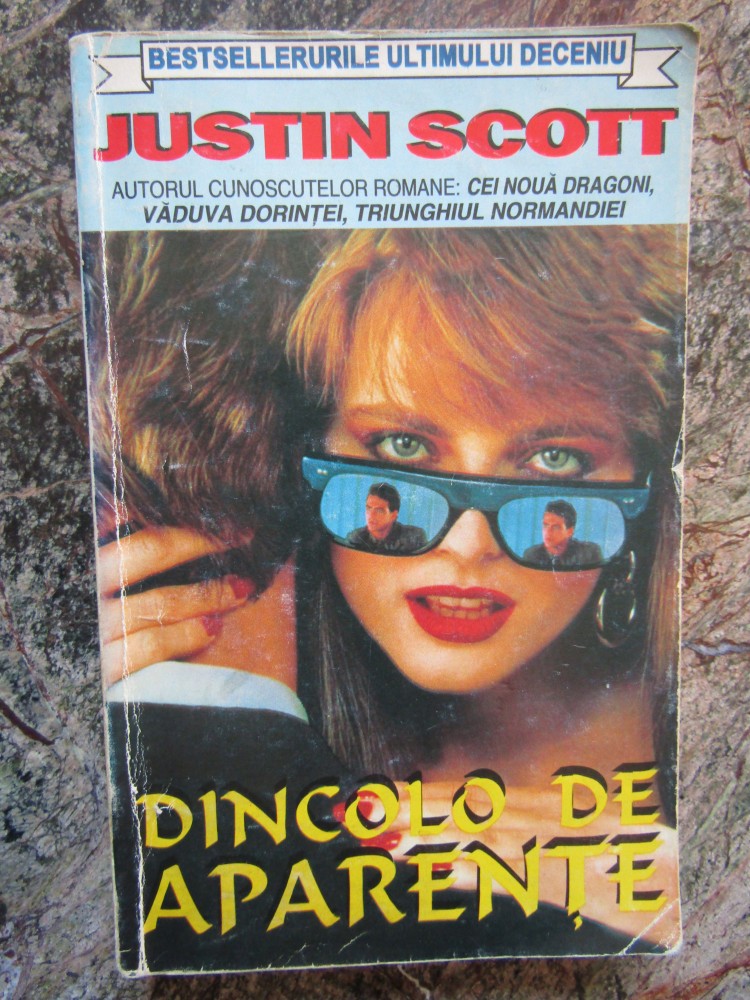 BESTSELLERURILE ULTIMULUI DECENIU
JUSTIN SCOTT
AUTORUL CUNOSCUTELOR ROMANE: CEI NOUĂ DRAGONI,
VĂDUVA DORINȚEI, TRIUNGHIUL NORMANDIEI
DINCOLO DE
APARENȚE